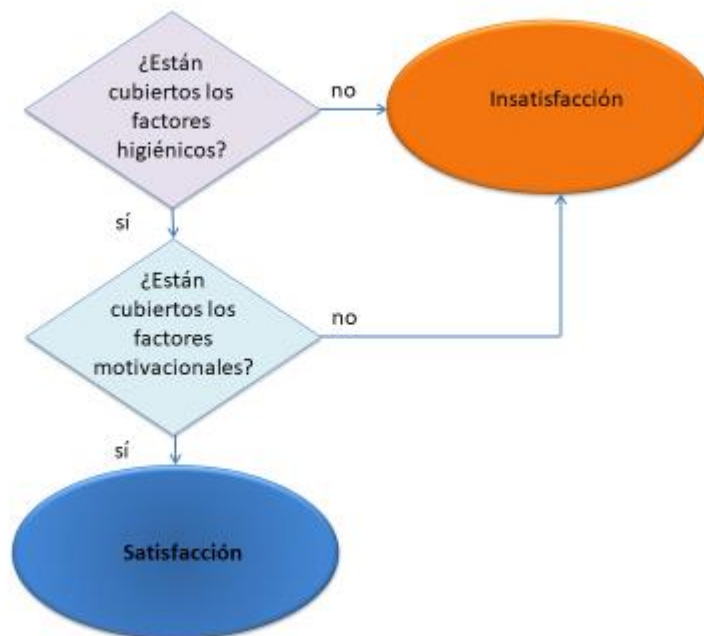 ¿Están
cubiertos los
factores
higiénicos?
no
Insatisfacción
sí
¿Están
cubiertos los
factores
motivacionales?
no
sí
Satisfacción